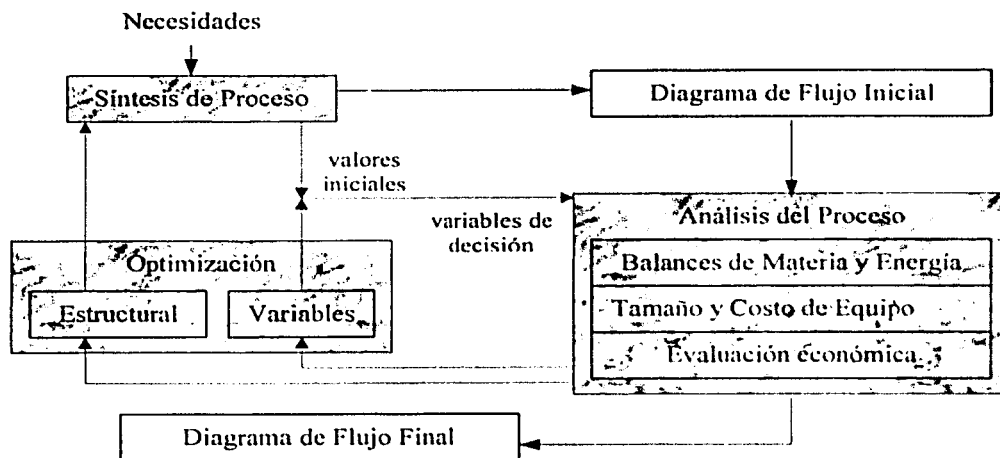 Necesidades
Síntesis de Proceso
Diagrama de Flujo Inicial
valores
iniciales
variables de
decisión
Análisis del Proceso
Balances de Materia y Energía
Tamaño y Costo de Equipo
Evaluación económica
Optimización
Estructural
Variables
Diagrama de Flujo Final